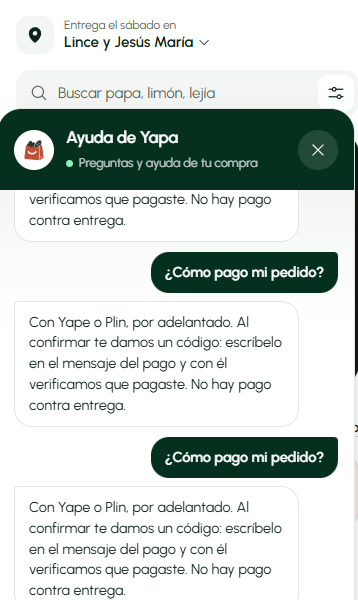 Entrega el sábado en
Lince y Jesús María
Buscar papa, limón, lejía
Ayuda de Yapa
Preguntas y ayuda de tu compra
verificamos que pagaste. No hay pago
contra entrega.
¿Cómo pago mi pedido?
Con Yape o Plin, por adelantado. Al
confirmar te damos un código: escríbelo
en el mensaje del pago y con él
verificamos que pagaste. No hay pago
contra entrega.
¿Cómo pago mi pedido?
Con Yape o Plin, por adelantado. Al
confirmar te damos un código: escríbelo
en el mensaje del pago y con él
verificamos que pagaste. No hay pago